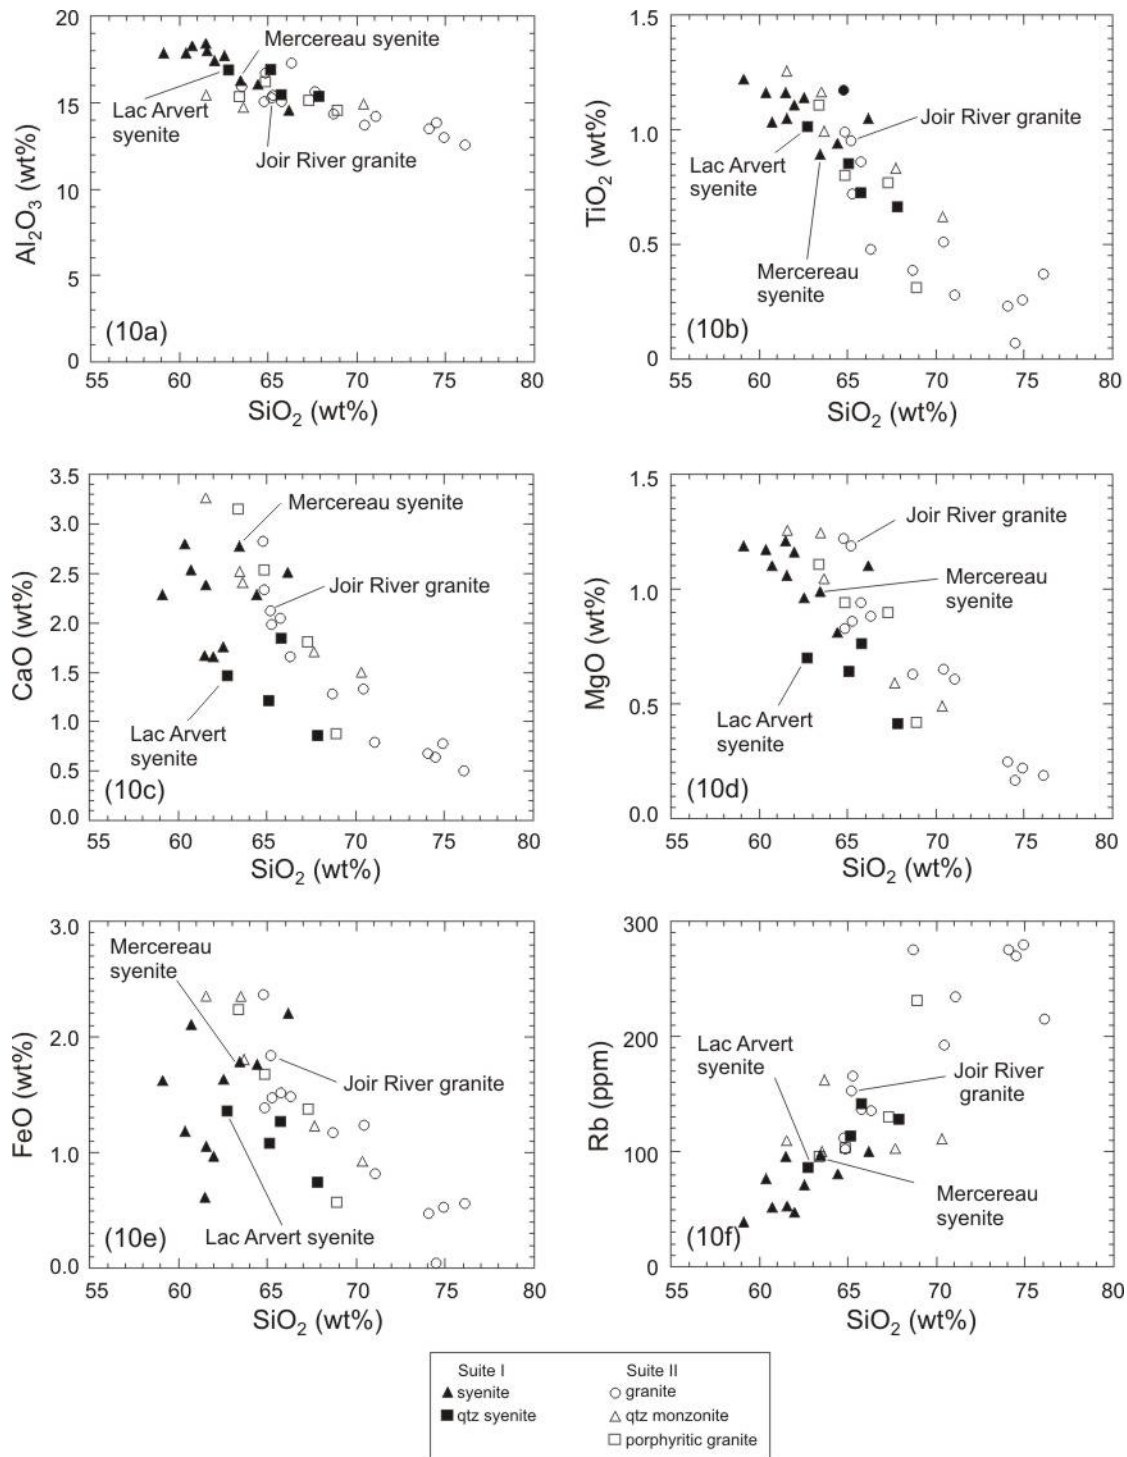 Al2O3 (wt%)
20
15
10
5
0
Mercereau syenite
Lac Arvert
syenite
Joir River granite
(10a)
55 60 65 70 75 80
SiO2 (wt%)
TiO2 (wt%)
1.5
1.0
0.5
0
Joir River granite
Lac Arvert
syenite
Mercereau
syenite
(10b)
55 60 65 70 75 80
SiO2 (wt%)
CaO (wt%)
3.5
3.0
2.5
2.0
1.5
1.0
0.5
0.0
Mercereau syenite
Joir River granite
Lac Arvert
syenite
(10c)
55 60 65 70 75 80
SiO2 (wt%)
MgO (wt%)
1.5
1.0
0.5
0.0
Joir River granite
Mercereau
syenite
Lac Arvert
syenite
(10d)
55 60 65 70 75 80
SiO2 (wt%)
FeO (wt%)
3.0
2.0
1.0
0.0
Mercereau
syenite
Joir River granite
Lac Arvert syenite
(10e)
55 60 65 70 75 80
SiO2 (wt%)
Rb (ppm)
300
200
100
0
Lac Arvert
syenite
Joir River
granite
Mercereau
syenite
(10f)
55 60 65 70 75 80
SiO2 (wt%)
Suite I
syenite
qtz syenite
Suite II
granite
qtz monzonite
porphyritic granite